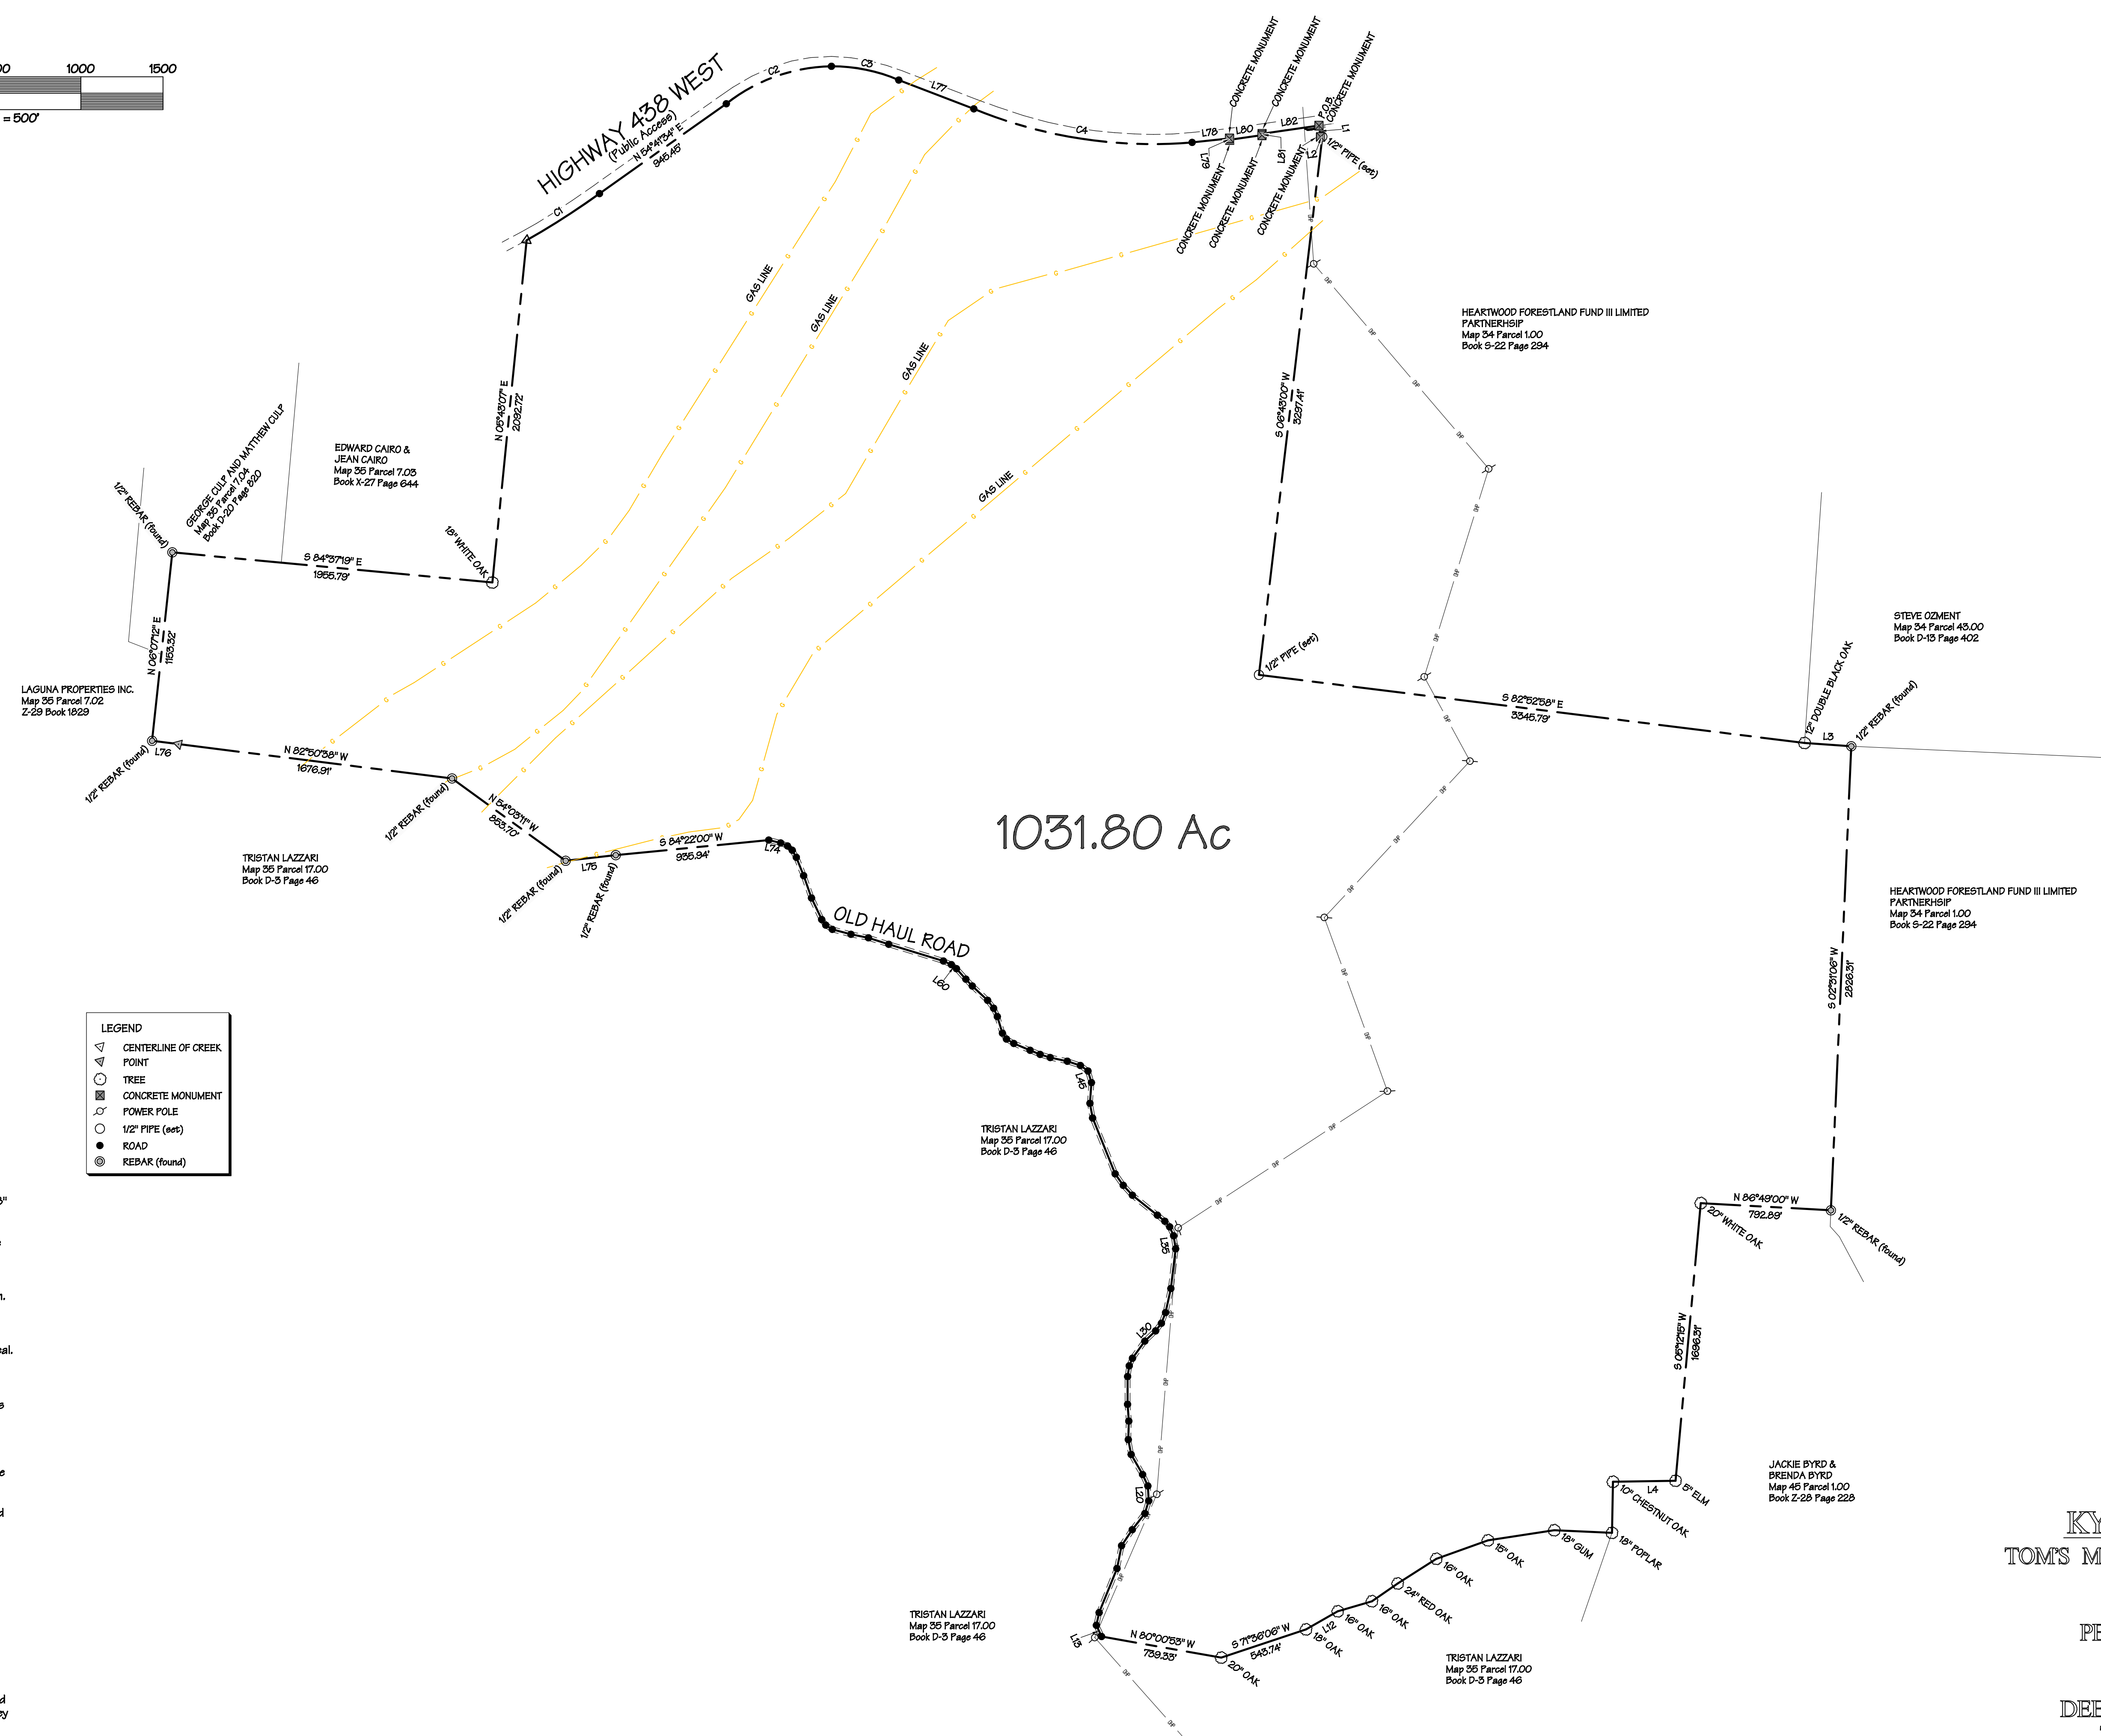 1000
1500
= 500'
HIGHWAY 438 WEST
(Public Access)
N 54°41'34" E
945.45'
C1
C2
C3
L77
C4
L78
L79
L80
L81
L82
CONCRETE MONUMENT
CONCRETE MONUMENT
CONCRETE MONUMENT
P.O.B.
L1
L2
1/2" PIPE (set)
CONCRETE MONUMENT
CONCRETE MONUMENT
CONCRETE MONUMENT
GAS LINE
GAS LINE
GAS LINE
GAS LINE
HEARTWOOD FORESTLAND FUND III LIMITED
PARTNERHSIP
Map 34 Parcel 1.00
Book S-22 Page 294
S 06°43'00" W
3297.41'
N 05°43'07" E
2092.72'
GEORGE CULP AND MATTHEW CULP
Map 35 Parcel 7.04
Book D-20 Page 820
EDWARD CAIRO &
JEAN CAIRO
Map 35 Parcel 7.03
Book X-27 Page 644
1/2" REBAR (found)
18" WHITE OAK
S 84°37'19" E
1955.79'
N 06°07'12" E
1153.32'
LAGUNA PROPERTIES INC.
Map 35 Parcel 7.02
Z-29 Book 1829
L76
1/2" REBAR (found)
N 82°50'38" W
1676.91'
1/2" REBAR (found)
N 54°03'11" W
853.70'
1/2" REBAR (found)
L75
1/2" REBAR (found)
S 84°22'00" W
935.94'
L74
TRISTAN LAZZARI
Map 35 Parcel 17.00
Book D-3 Page 46
1031.80 Ac
1/2" PIPE (set)
S 82°52'58" E
3345.79'
12" DOUBLE BLACK OAK
L3
1/2" REBAR (found)
STEVE OZMENT
Map 34 Parcel 43.00
Book D-13 Page 402
HEARTWOOD FORESTLAND FUND III LIMITED
PARTNERHSIP
Map 34 Parcel 1.00
Book S-22 Page 294
S 02°31'06" W
2826.31'
OLD HAUL ROAD
L60
L45
LEGEND
CENTERLINE OF CREEK
POINT
TREE
CONCRETE MONUMENT
POWER POLE
1/2" PIPE (set)
ROAD
REBAR (found)
TRISTAN LAZZARI
Map 35 Parcel 17.00
Book D-3 Page 46
L35
L30
L20
N 86°49'00" W
792.89'
20" WHITE OAK
1/2" REBAR (found)
S 05°12'15" W
1696.31'
JACKIE BYRD &
BRENDA BYRD
Map 45 Parcel 1.00
Book Z-28 Page 228
L4
5" ELM
10" CHESTNUT OAK
18" POPLAR
18" GUM
15" OAK
16" OAK
24" RED OAK
16" OAK
16" OAK
L12
18" OAK
S 71°36'06" W
543.74'
20" OAK
N 80°00'53" W
739.33'
L13
TRISTAN LAZZARI
Map 35 Parcel 17.00
Book D-3 Page 46
TRISTAN LAZZARI
Map 35 Parcel 17.00
Book D-3 Page 46
KY
TOM'S M
PE
DEE